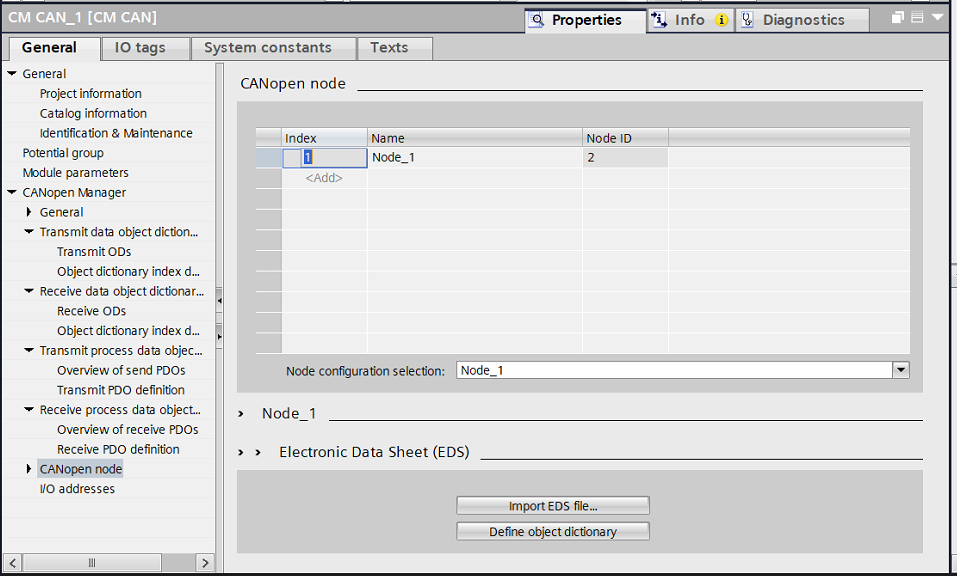 CM CAN_1 [CM CAN]
Properties
Info
Diagnostics
General
IO tags
System constants
Texts
General
Project information
Catalog information
Identification & Maintenance
Potential group
Module parameters
CANopen Manager
General
Transmit data object diction...
Transmit ODs
Object dictionary index d...
Receive data object dictionar...
Receive ODs
Object dictionary index d...
Transmit process data objec...
Overview of send PDOs
Transmit PDO definition
Receive process data object...
Overview of receive PDOs
Receive PDO definition
CANopen node
I/O addresses
CANopen node
Index Name Node ID
1 Node_1 2
<Add>
Node configuration selection: Node_1
Node_1
Electronic Data Sheet (EDS)
Import EDS file...
Define object dictionary